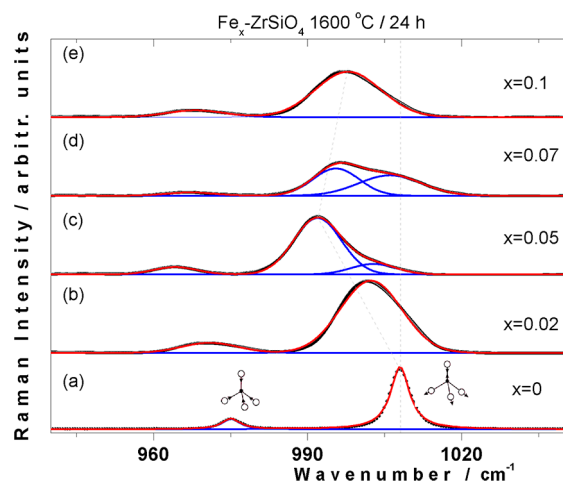 Feₓ-ZrSiO₄ 1600 °C / 24 h
(e)
x=0.1
(d)
x=0.07
(c)
x=0.05
(b)
x=0.02
(a)
x=0
Raman Intensity / arbitr. units
960 990 1020
Wavenumber / cm⁻¹